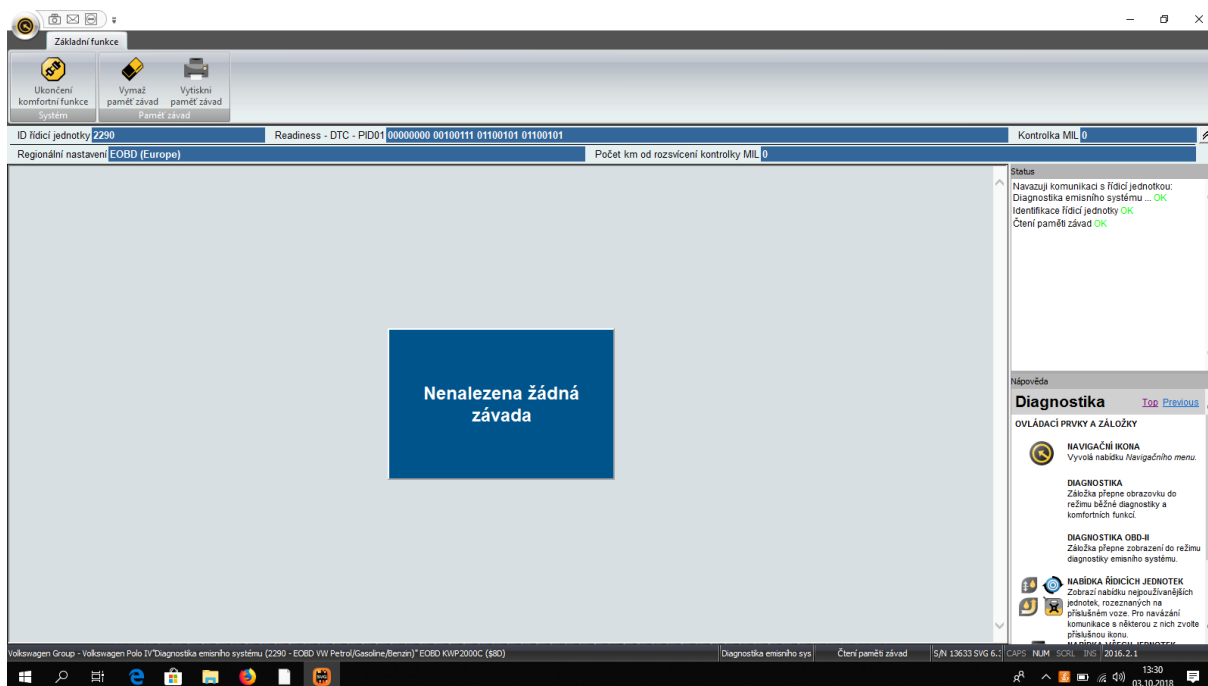 Základní funkce
Ukončení
komfortní funkce
Vymaž
paměť závad
Vytiskni
paměť závad
Systém
Paměť závad
ID řídicí jednotky 2290
Readiness - DTC - PID01 00000000 00100111 01100101 01100101
Kontrolka MIL 0
Regionální nastavení EOBD (Europe)
Počet km od rozsvícení kontrolky MIL 0
Nenalezena žádná
závada
Status
Navazuji komunikaci s řídicí jednotkou:
Diagnostika emisního systému ... OK
Identifikace řídicí jednotky OK
Čtení paměti závad OK
Nápověda
Diagnostika Top Previous
OVLÁDACÍ PRVKY A ZÁLOŽKY
NAVIGAČNÍ IKONA
Vyvolá nabídku Navigačního menu.
DIAGNOSTIKA
Záložka přepne obrazovku do
režimu běžné diagnostiky a
komfortních funkcí.
DIAGNOSTIKA OBD-II
Záložka přepne zobrazení do režimu
diagnostiky emisního systému.
NABÍDKA ŘIDICÍCH JEDNOTEK
Zobrazí nabídku nejpoužívanějších
jednotek, rozeznaných na
příslušném voze. Pro navázání
komunikace s některou z nich zvolte
příslušnou ikonu.
Volkswagen Group - Volkswagen Polo IV"Diagnostika emisního systému (2290 - EOBD VW Petrol/Gasoline/Benzin)" EOBD KWP2000C ($8D)
Diagnostika emisního sys
Čtení paměti závad
S/N 13633 SVG 6.
CAPS NUM SCRL INS 2016.2.1
13:30
03.10.2018